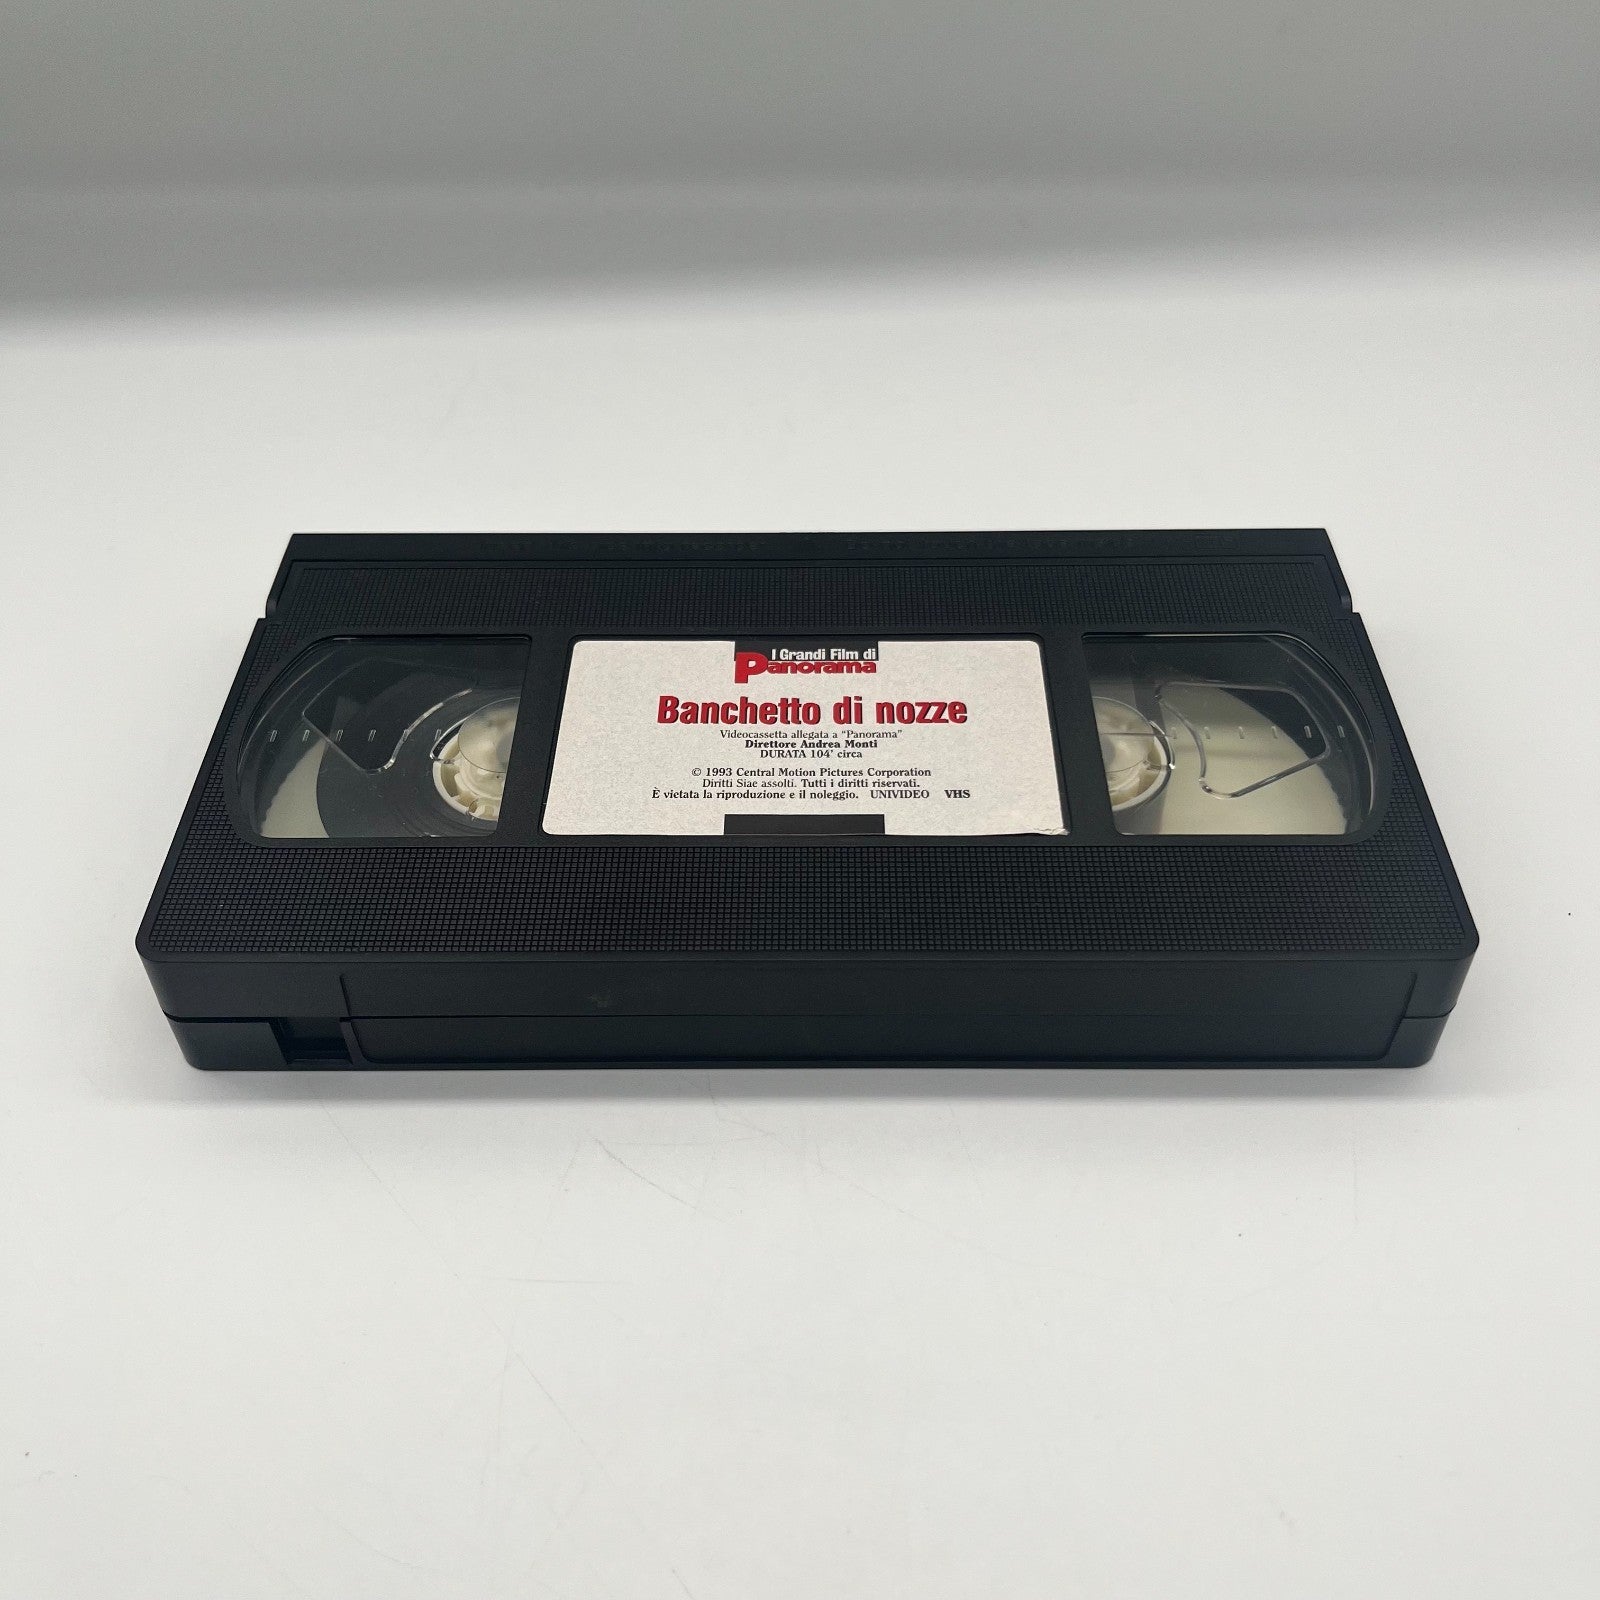 I Grandi Film di
Panorama
Banchetto di nozze
Videocassetta allegata a "Panorama"
Direttore Andrea Monti
DURATA 104' circa
© 1993 Central Motion Pictures Corporation
Diritti Siae assolti. Tutti i diritti riservati.
È vietata la riproduzione e il noleggio. UNIVIDEO VHS